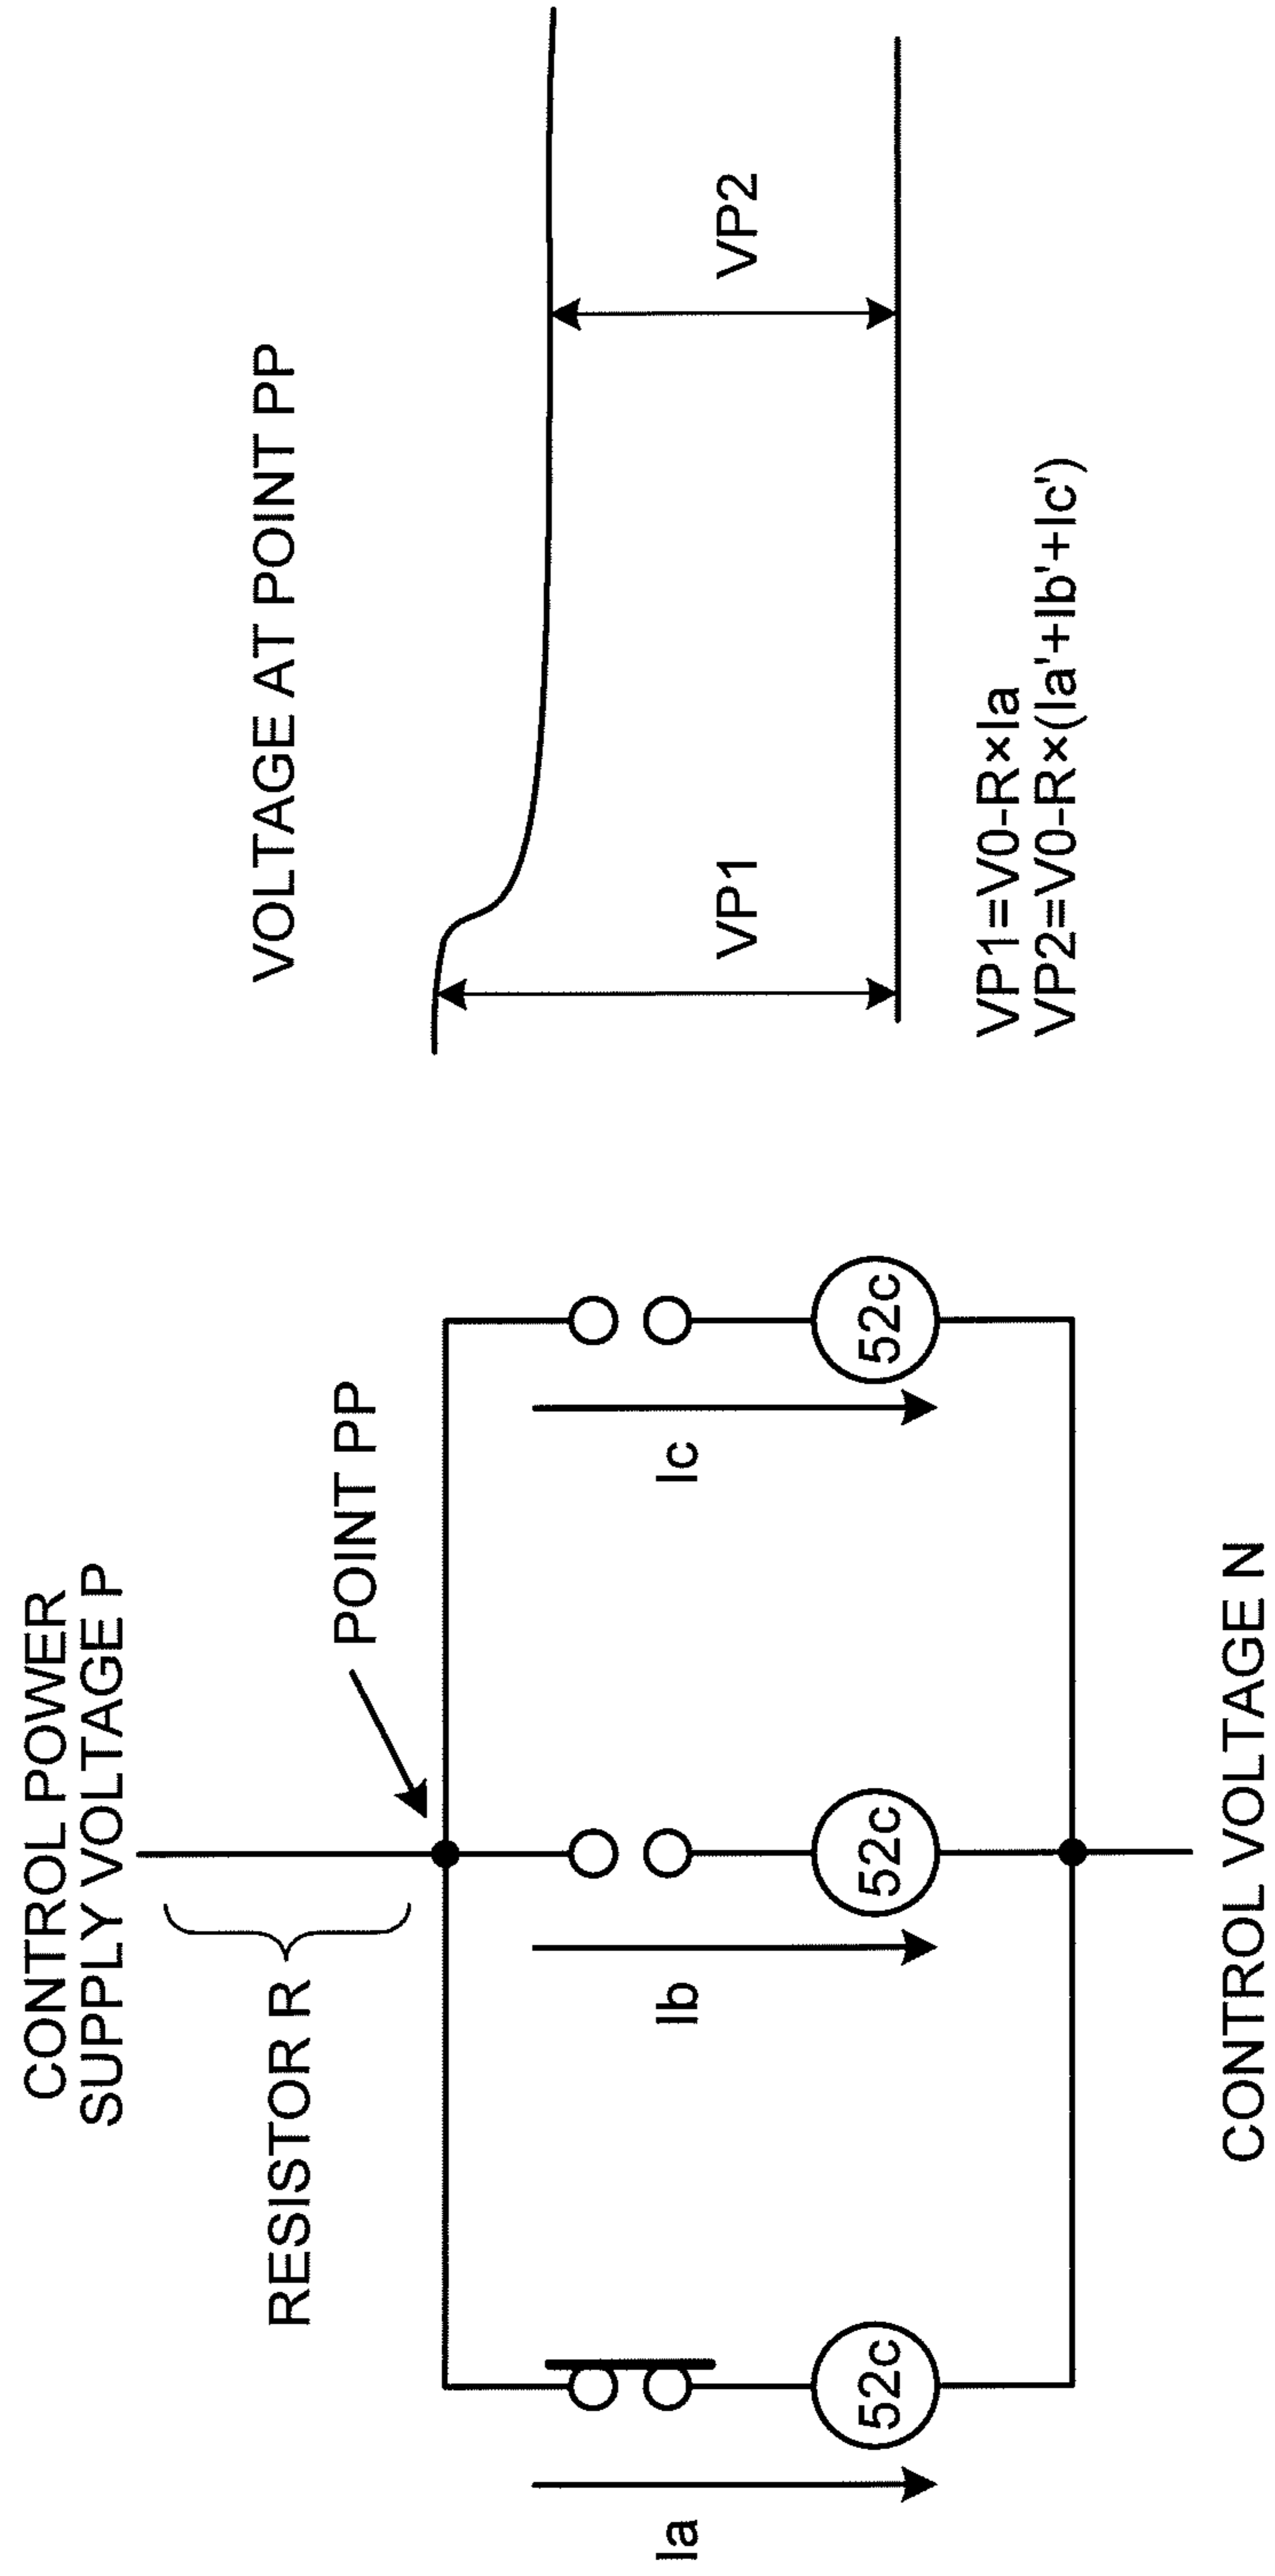 CONTROL POWER
SUPPLY VOLTAGE P
RESISTOR R
POINT PP
Ia
Ib
Ic
52c
52c
52c
CONTROL VOLTAGE N
VOLTAGE AT POINT PP
VP1
VP2
VP1=V0-R×Ia
VP2=V0-R×(Ia'+Ib'+Ic')